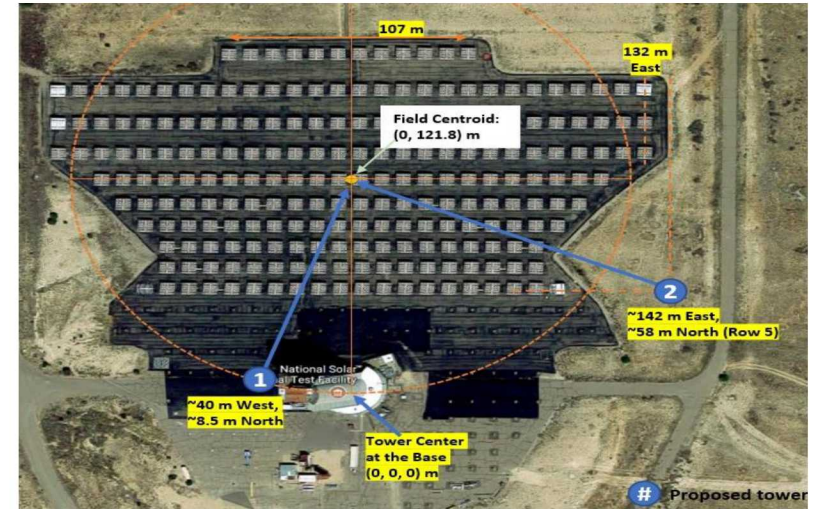 107 m
132 m
East
Field Centroid:
(0, 121.8) m
2
~142 m East,
~58 m North (Row 5)
National Solar
al Test Facility
1
~40 m West,
~8.5 m North
Tower Center
at the Base
(0, 0, 0) m
# Proposed tower